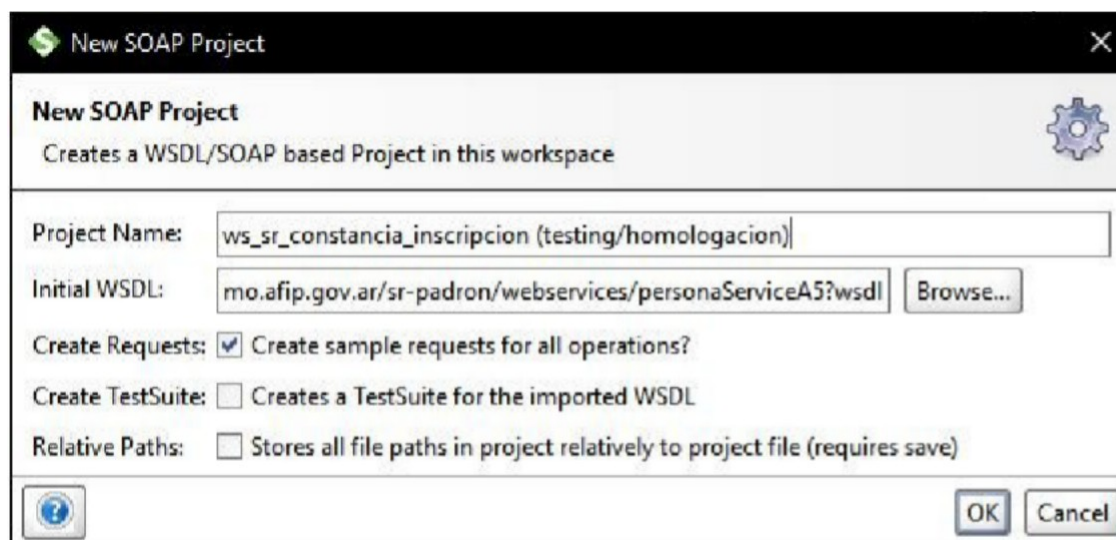 New SOAP Project
New SOAP Project
Creates a WSDL/SOAP based Project in this workspace
Project Name: ws_sr_constancia_inscripcion (testing/homologacion)
Initial WSDL: mo.afip.gov.ar/sr-padron/webservices/personaServiceA5?wsdl Browse...
Create Requests: Create sample requests for all operations?
Create TestSuite: Creates a TestSuite for the imported WSDL
Relative Paths: Stores all file paths in project relatively to project file (requires save)
OK Cancel